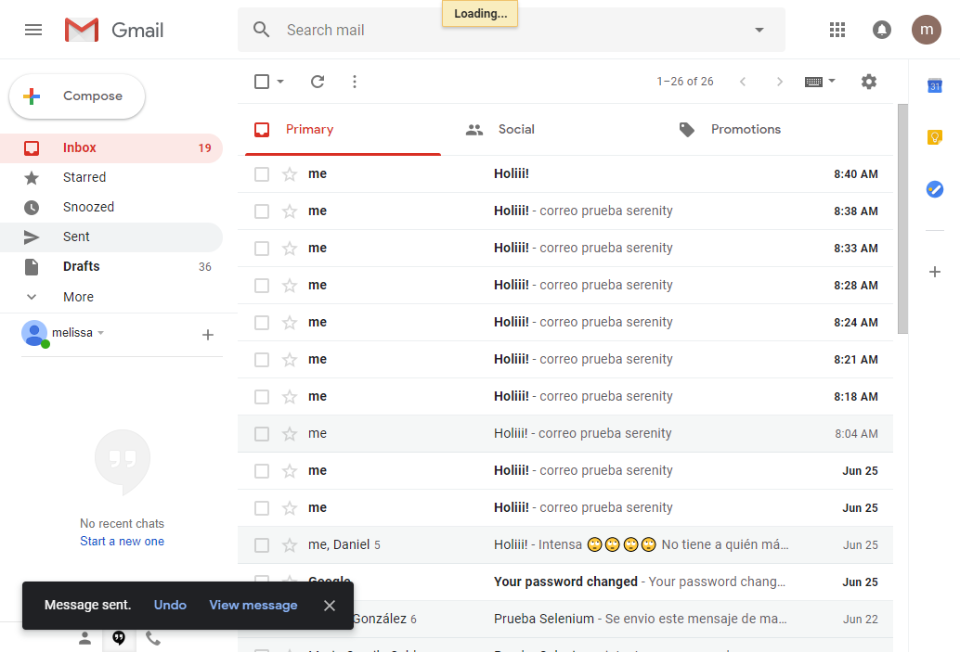 Loading...
Gmail
Search mail
m
Compose
1–26 of 26
31
Primary
Social
Promotions
Inbox 19
Starred
Snoozed
Sent
Drafts 36
More
melissa
No recent chats
Start a new one
me Holiii! 8:40 AM
me Holiii! - correo prueba serenity 8:38 AM
me Holiii! - correo prueba serenity 8:33 AM
me Holiii! - correo prueba serenity 8:28 AM
me Holiii! - correo prueba serenity 8:24 AM
me Holiii! - correo prueba serenity 8:21 AM
me Holiii! - correo prueba serenity 8:18 AM
me Holiii! - correo prueba serenity 8:04 AM
me Holiii! - correo prueba serenity Jun 25
me Holiii! - correo prueba serenity Jun 25
me, Daniel 5 Holiii! - Intensa 🙄🙄🙄🙄 No tiene a quién má… Jun 25
Google Your password changed - Your password chang… Jun 25
González 6 Prueba Selenium - Se envio este mensaje de ma… Jun 22
Message sent. Undo View message